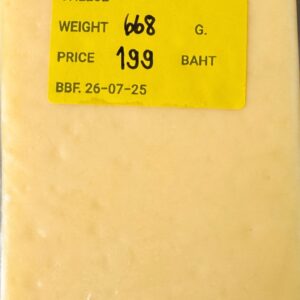 WEIGHT 668 G.
PRICE 199 BAHT
BBF. 26-07-25